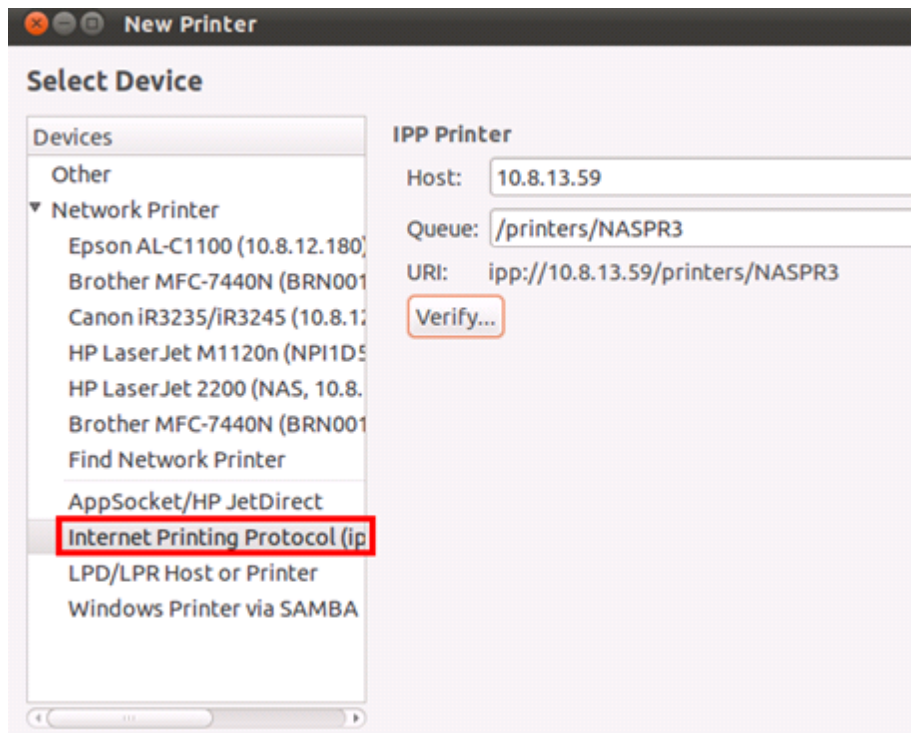 New Printer
Select Device
Devices
Other
Network Printer
Epson AL-C1100 (10.8.12.180)
Brother MFC-7440N (BRN001
Canon iR3235/iR3245 (10.8.12
HP LaserJet M1120n (NPI1D5
HP LaserJet 2200 (NAS, 10.8.
Brother MFC-7440N (BRN001
Find Network Printer
AppSocket/HP JetDirect
Internet Printing Protocol (ip
LPD/LPR Host or Printer
Windows Printer via SAMBA
IPP Printer
Host: 10.8.13.59
Queue: /printers/NASPR3
URI: ipp://10.8.13.59/printers/NASPR3
Verify...